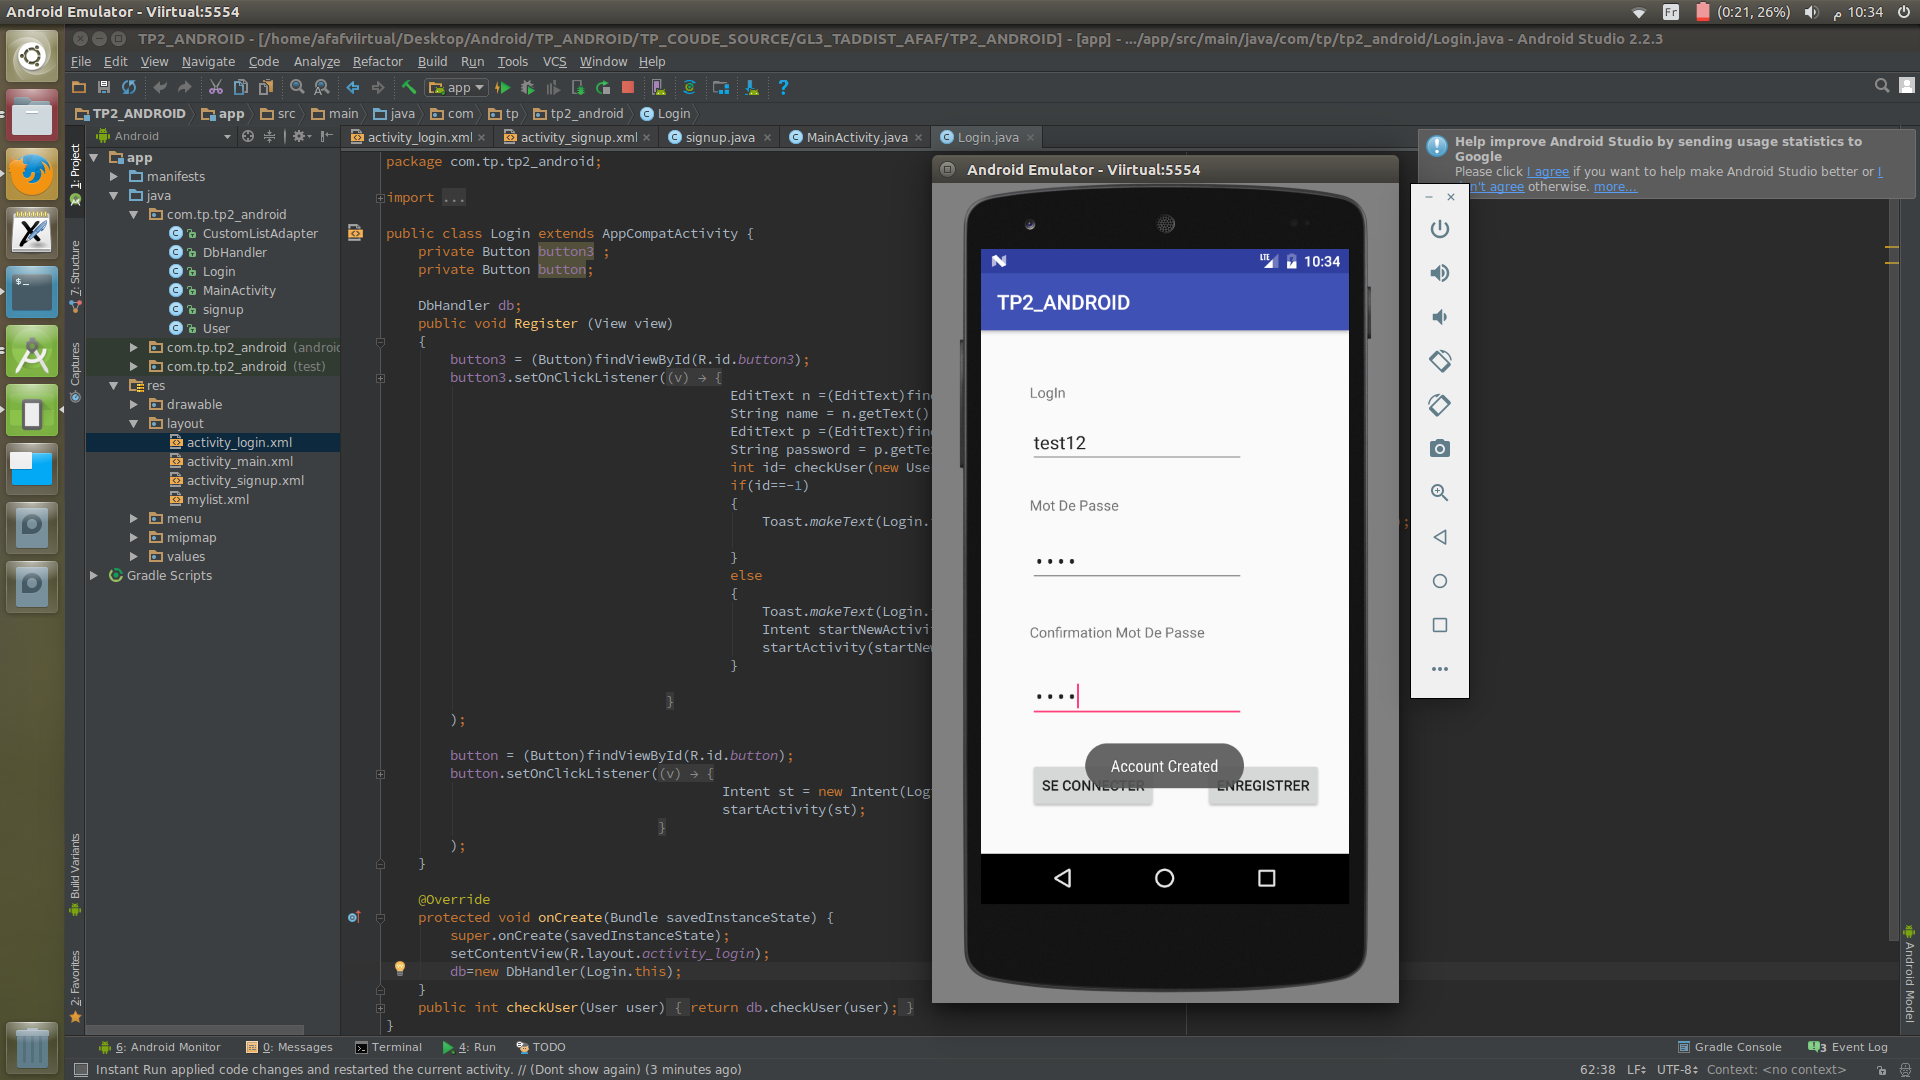 Android Emulator - Viirtual:5554
Fr
(0:21, 26%)
م 10:34
TP2_ANDROID - [/home/afafviirtual/Desktop/Android/TP_ANDROID/TP_COUDE_SOURCE/GL3_TADDIST_AFAF/TP2_ANDROID] - [app] - .../app/src/main/java/com/tp/tp2_android/Login.java - Android Studio 2.2.3
File Edit View Navigate Code Analyze Refactor Build Run Tools VCS Window Help
app
TP2_ANDROID app src main java com tp tp2_android Login
Android
activity_login.xml activity_signup.xml signup.java MainActivity.java Login.java
1: Project
7: Structure
Captures
Build Variants
2: Favorites
app
manifests
java
com.tp.tp2_android
CustomListAdapter
DbHandler
Login
MainActivity
signup
User
com.tp.tp2_android (androi
com.tp.tp2_android (test)
res
drawable
layout
activity_login.xml
activity_main.xml
activity_signup.xml
mylist.xml
menu
mipmap
values
Gradle Scripts
package com.tp.tp2_android;
import ...
public class Login extends AppCompatActivity {
private Button button3 ;
private Button button;
DbHandler db;
public void Register (View view)
{
button3 = (Button)findViewById(R.id.button3);
button3.setOnClickListener((v) → {
EditText n =(EditText)find
String name = n.getText()
EditText p =(EditText)find
String password = p.getTex
int id= checkUser(new User
if(id==-1)
{
Toast.makeText(Login.
;
}
else
{
Toast.makeText(Login.
Intent startNewActivi
startActivity(startNe
}
}
);
button = (Button)findViewById(R.id.button);
button.setOnClickListener((v) → {
Intent st = new Intent(Log
startActivity(st);
}
);
}
@Override
protected void onCreate(Bundle savedInstanceState) {
super.onCreate(savedInstanceState);
setContentView(R.layout.activity_login);
db=new DbHandler(Login.this);
}
public int checkUser(User user) { return db.checkUser(user); }
}
Android Emulator - Viirtual:5554
LTE 10:34
TP2_ANDROID
LogIn
test12
Mot De Passe
••••
Confirmation Mot De Passe
••••
Account Created
SE CONNECTER ENREGISTRER
Help improve Android Studio by sending usage statistics to
Google
Please click I agree if you want to help make Android Studio better or I
don't agree otherwise. more...
Android Model
6: Android Monitor 0: Messages Terminal 4: Run TODO
Gradle Console 3 Event Log
Instant Run applied code changes and restarted the current activity. // (Dont show again) (3 minutes ago)
62:38 LF UTF-8 Context: <no context>